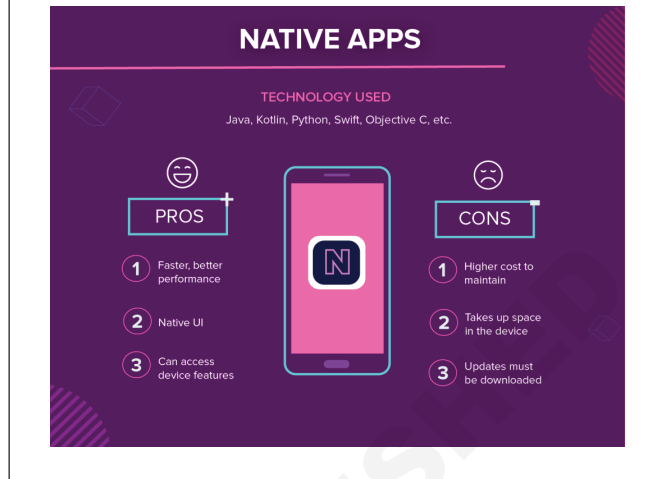 NATIVE APPS
TECHNOLOGY USED
Java, Kotlin, Python, Swift, Objective C, etc.
PROS
1 Faster, better
performance
2 Native UI
3 Can access
device features
N
CONS
1 Higher cost to
maintain
2 Takes up space
in the device
3 Updates must
be downloaded